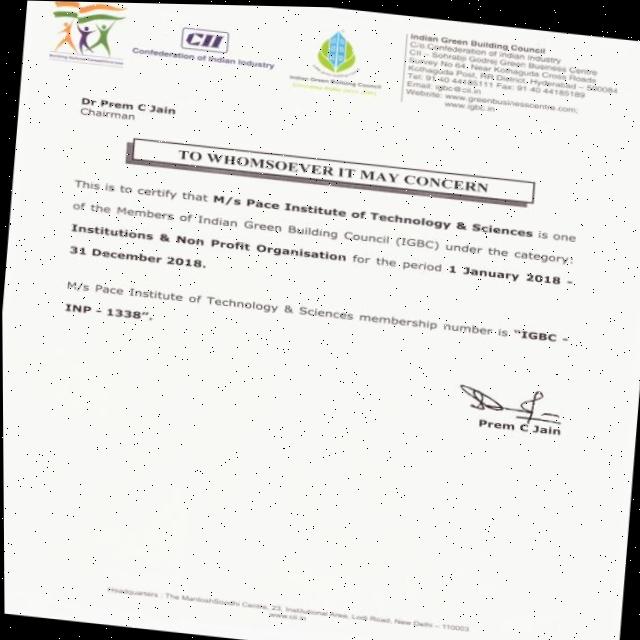 CII
Confederation of Indian Industry
Indian Green Building Council
Indian Green Building Council
C/o Confederation of Indian Industry
CII - Sohrabji Godrej Green Business Centre
Survey No 64, Near Kothaguda Cross Roads
Kothaguda Post, RR District, Hyderabad – 500084
Tel: 91 40 44185111 Fax: 91 40 44185189
Email: igbc@cii.in
Website: www.greenbusinesscentre.com;
www.igbc.in
Dr Prem C Jain
Chairman
TO WHOMSOEVER IT MAY CONCERN
This is to certify that M/s Pace Institute of Technology & Sciences is one
of the Members of Indian Green Building Council (IGBC) under the category:
Institutions & Non Profit Organisation for the period 1 January 2018 -
31 December 2018.
M/s Pace Institute of Technology & Sciences membership number is "IGBC -
INP - 1338".
Prem C Jain
Headquarters : The Mantosh Sondhi Centre, 23, Institutional Area, Lodi Road, New Delhi – 110003
www.cii.in